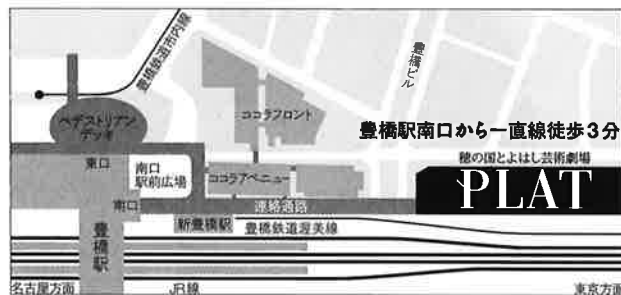 豊橋鉄道市内線
豊橋ビル
ペデストリアン
デッキ
ココラフロント
豊橋駅南口から一直線徒歩3分
穂の国とよはし芸術劇場
PLAT
東口
南口
駅前広場
ココラアベニュー
南口
連絡通路
新豊橋駅
豊橋鉄道渥美線
豊橋駅
名古屋方面
JR線
東京方面